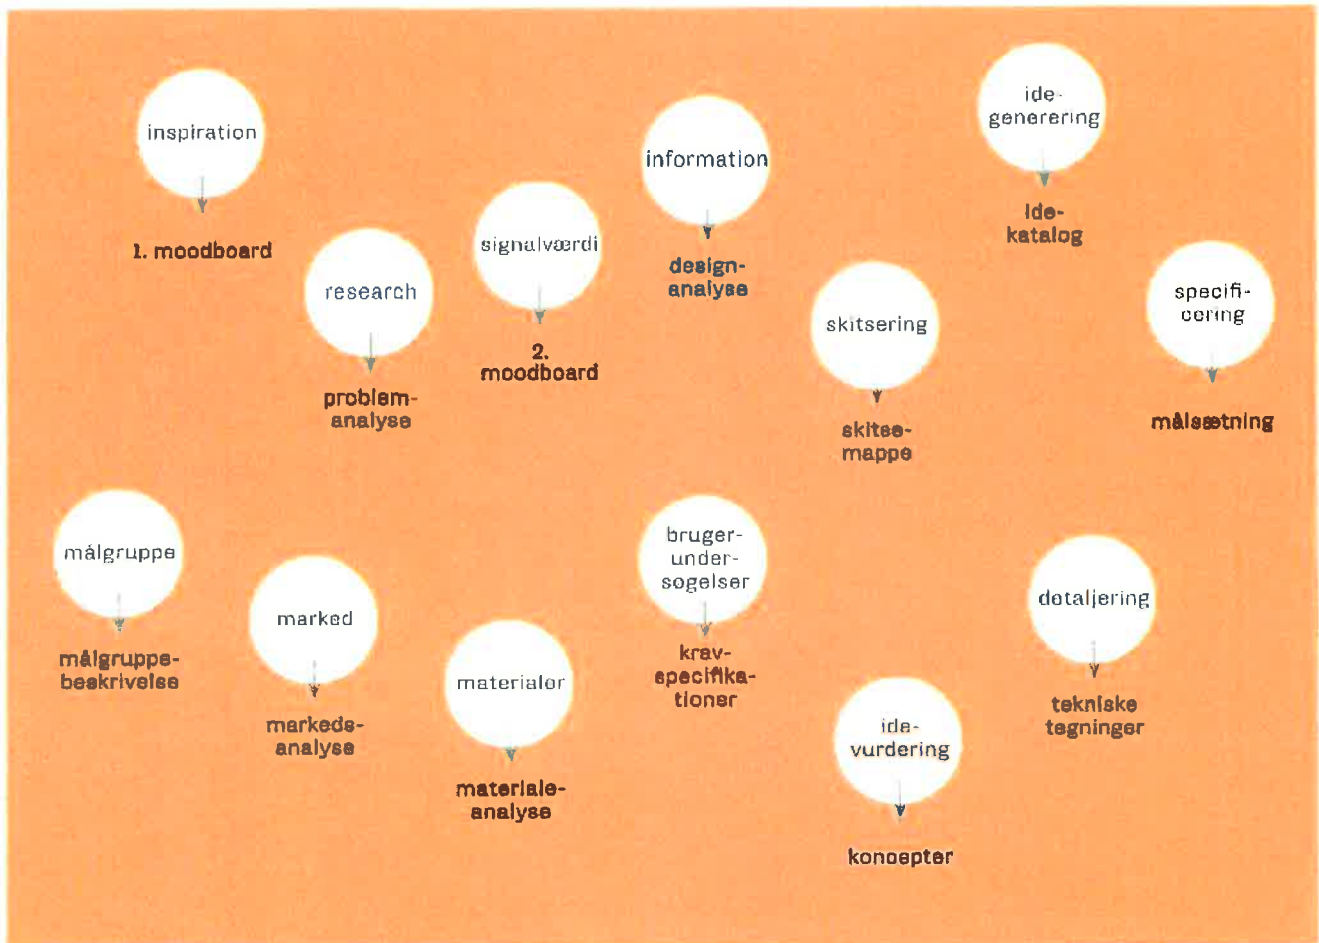 inspiration
1. moodboard
research
problem-
analyse
signalværdi
2.
moodboard
information
design-
analyse
skitsering
skitse-
mappe
ide-
generering
ide-
katalog
specifi-
cering
målsætning
målgruppe
målgruppe-
beskrivelse
marked
markeds-
analyse
materialer
materiale-
analyse
bruger-
under-
søgelser
krav-
specifika-
tioner
ide-
vurdering
koncepter
detaljering
tekniske
tegninger